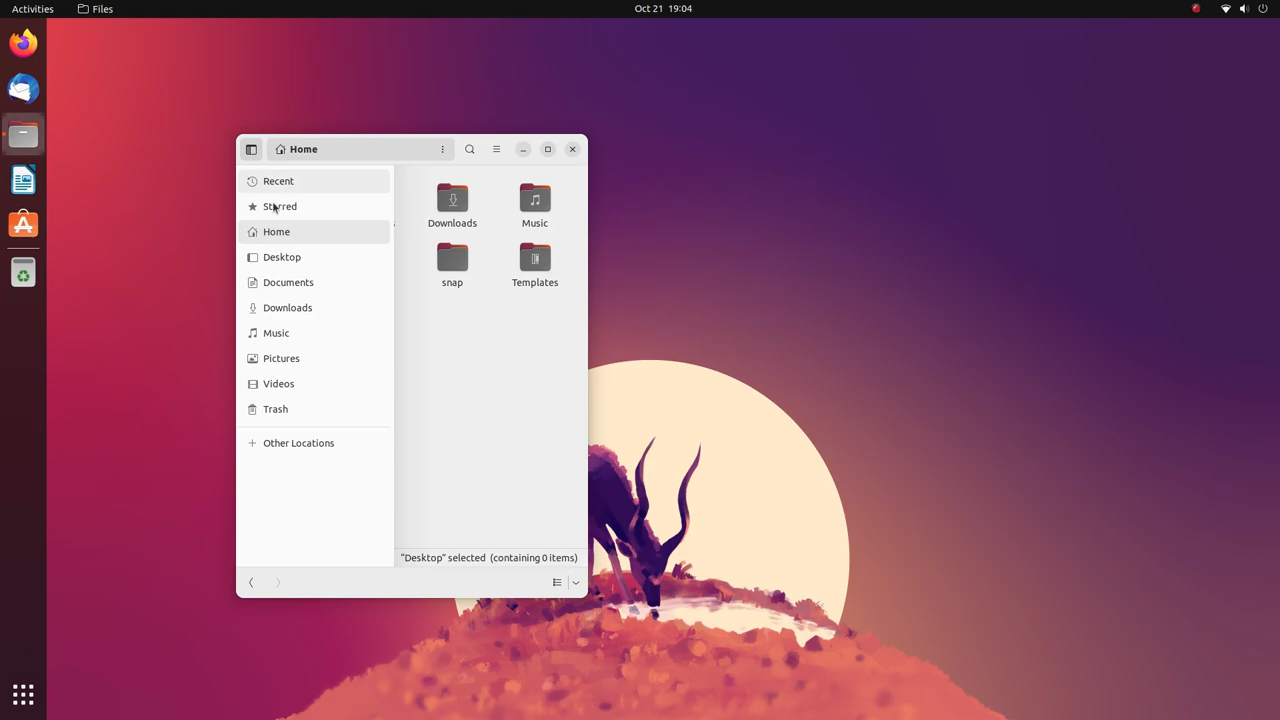 Activities
Files
Oct 21 19:04
Home
Recent
Starred
Home
Desktop
Documents
Downloads
Music
Pictures
Videos
Trash
Other Locations
Downloads
Music
snap
Templates
"Desktop" selected (containing 0 items)